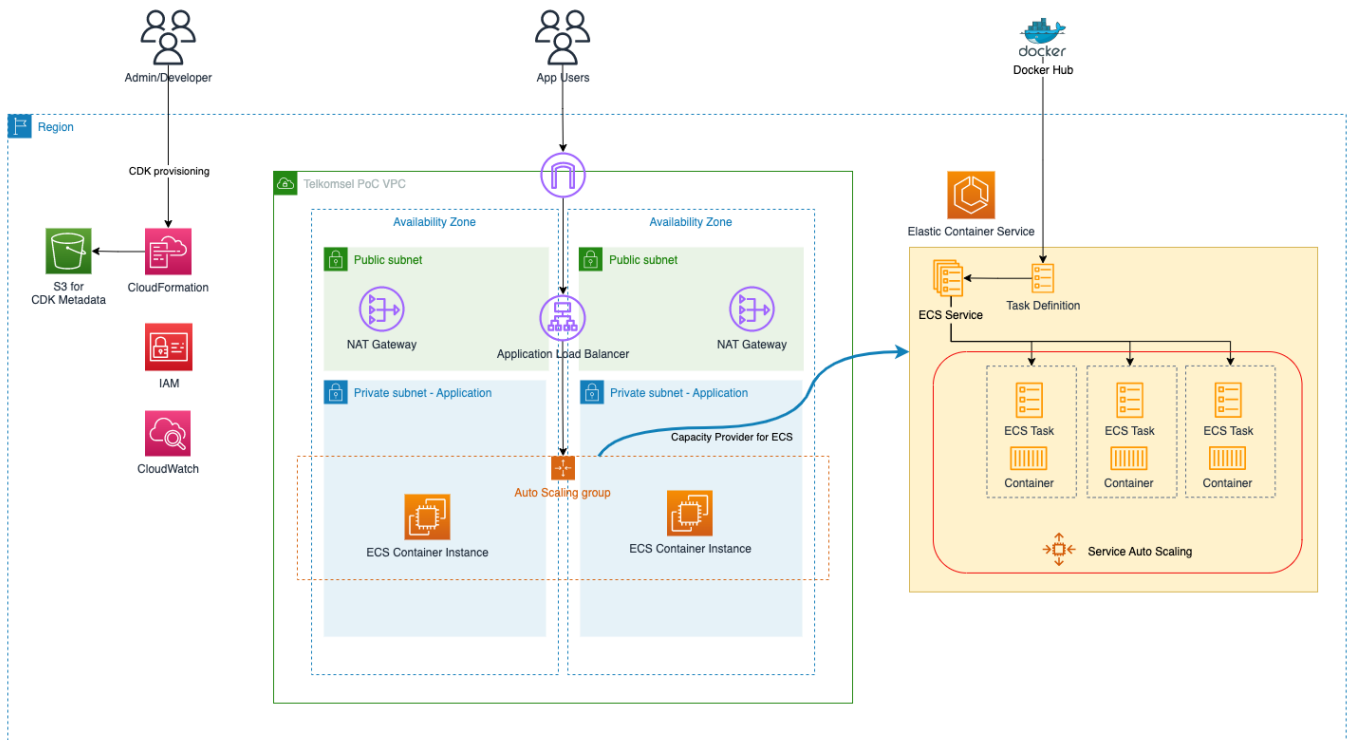 Admin/Developer
App Users
docker
Docker Hub
Region
CDK provisioning
Telkomsel PoC VPC
Availability Zone
Availability Zone
Elastic Container Service
Public subnet
Public subnet
S3 for
CDK Metadata
CloudFormation
NAT Gateway
Application Load Balancer
NAT Gateway
Task Definition
ECS Service
IAM
Private subnet - Application
Private subnet - Application
Capacity Provider for ECS
ECS Task
ECS Task
ECS Task
CloudWatch
Auto Scaling group
Container
Container
Container
ECS Container Instance
ECS Container Instance
Service Auto Scaling